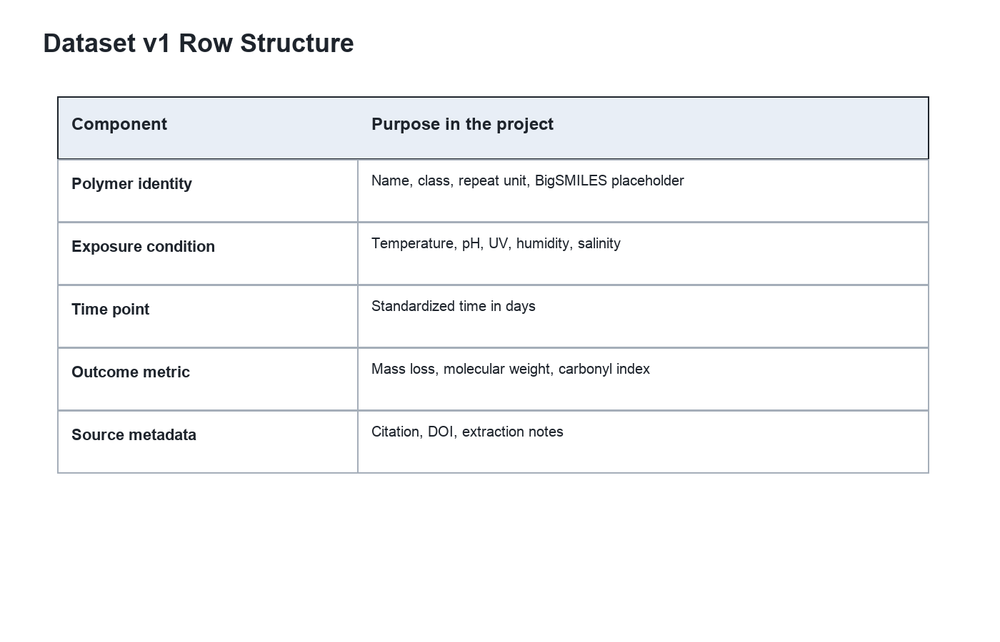 Dataset v1 Row Structure
Component
Purpose in the project
Polymer identity
Name, class, repeat unit, BigSMILES placeholder
Exposure condition
Temperature, pH, UV, humidity, salinity
Time point
Standardized time in days
Outcome metric
Mass loss, molecular weight, carbonyl index
Source metadata
Citation, DOI, extraction notes